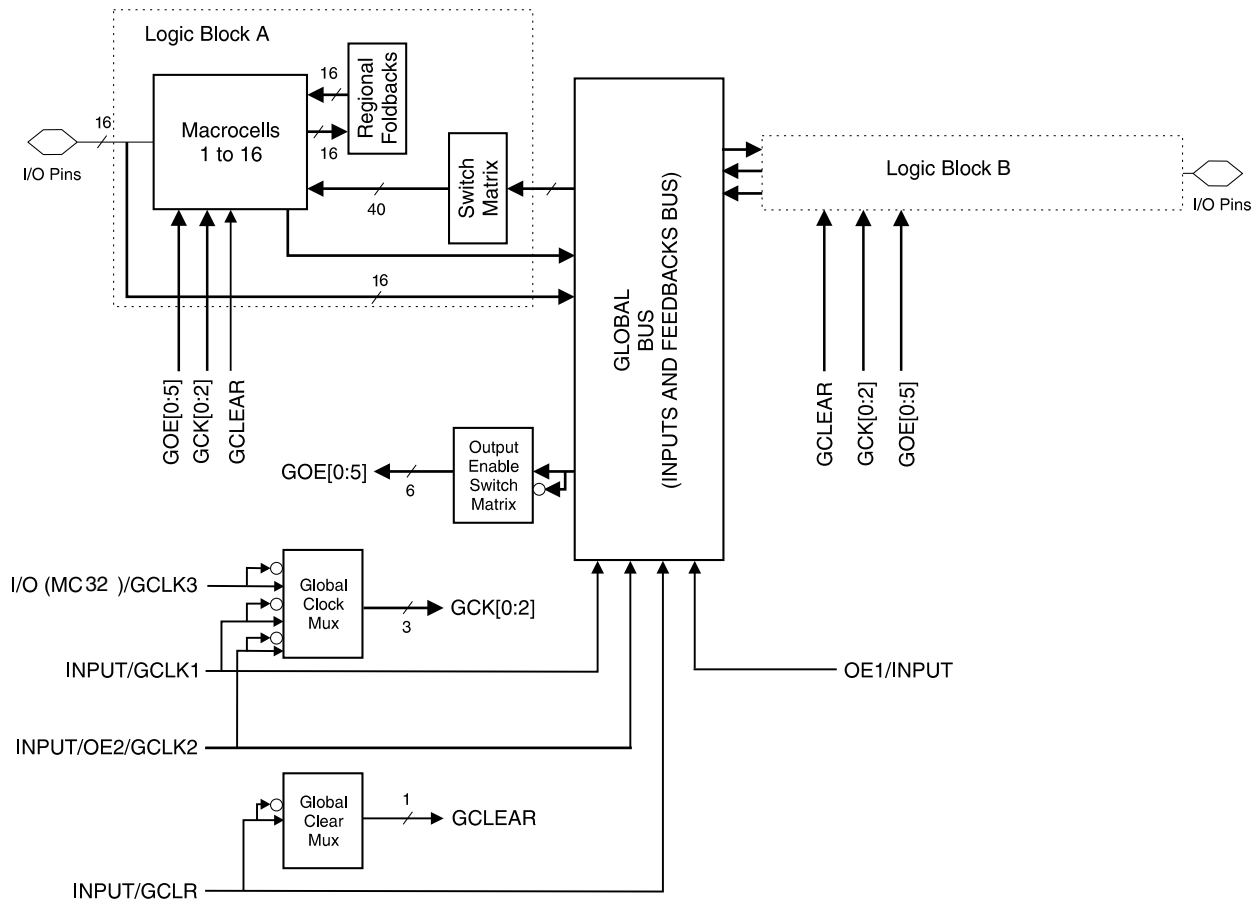 Logic Block A
Macrocells
1 to 16
16
16
Regional
Foldbacks
16
I/O Pins
40
Switch
Matrix
16
GOE[0:5]
GCK[0:2]
GCLEAR
GLOBAL
BUS
(INPUTS AND FEEDBACKS BUS)
Logic Block B
I/O Pins
GCLEAR
GCK[0:2]
GOE[0:5]
GOE[0:5]
6
Output
Enable
Switch
Matrix
I/O (MC32 )/GCLK3
Global
Clock
Mux
3
GCK[0:2]
INPUT/GCLK1
OE1/INPUT
INPUT/OE2/GCLK2
Global
Clear
Mux
1
GCLEAR
INPUT/GCLR